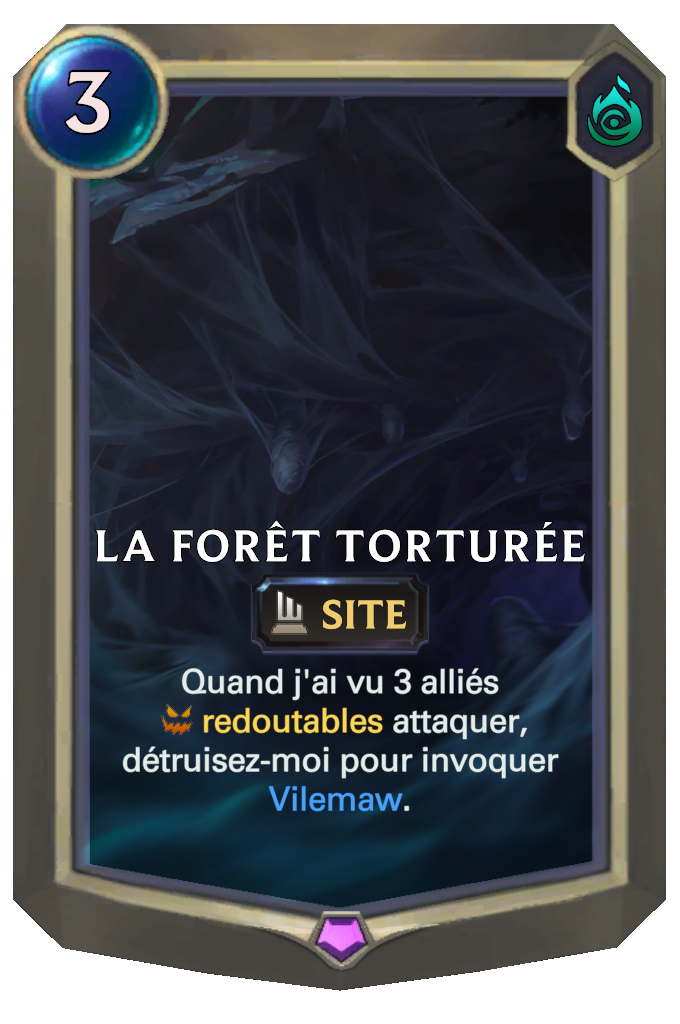 3
LA FORÊT TORTURÉE
SITE
Quand j'ai vu 3 alliés
redoutables attaquer,
détruisez-moi pour invoquer
Vilemaw.